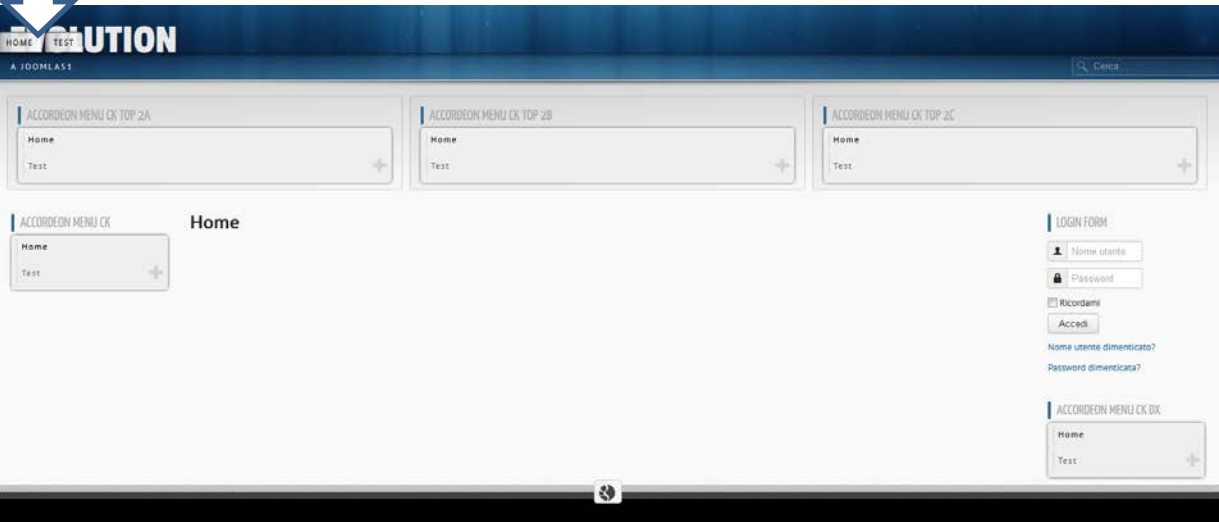 HOME TEST
UTION
A JOOMLAS1
Cerca
ACCORDEON MENU CK TOP 2A
ACCORDEON MENU CK TOP 2B
ACCORDEON MENU CK TOP 2C
Home
Home
Home
Test
Test
Test
ACCORDEON MENU CK
Home
LOGIN FORM
Home
Nome utente
Test
Password
Ricordami
Accedi
Nome utente dimenticato?
Password dimenticata?
ACCORDEON MENU CK DX
Home
Test